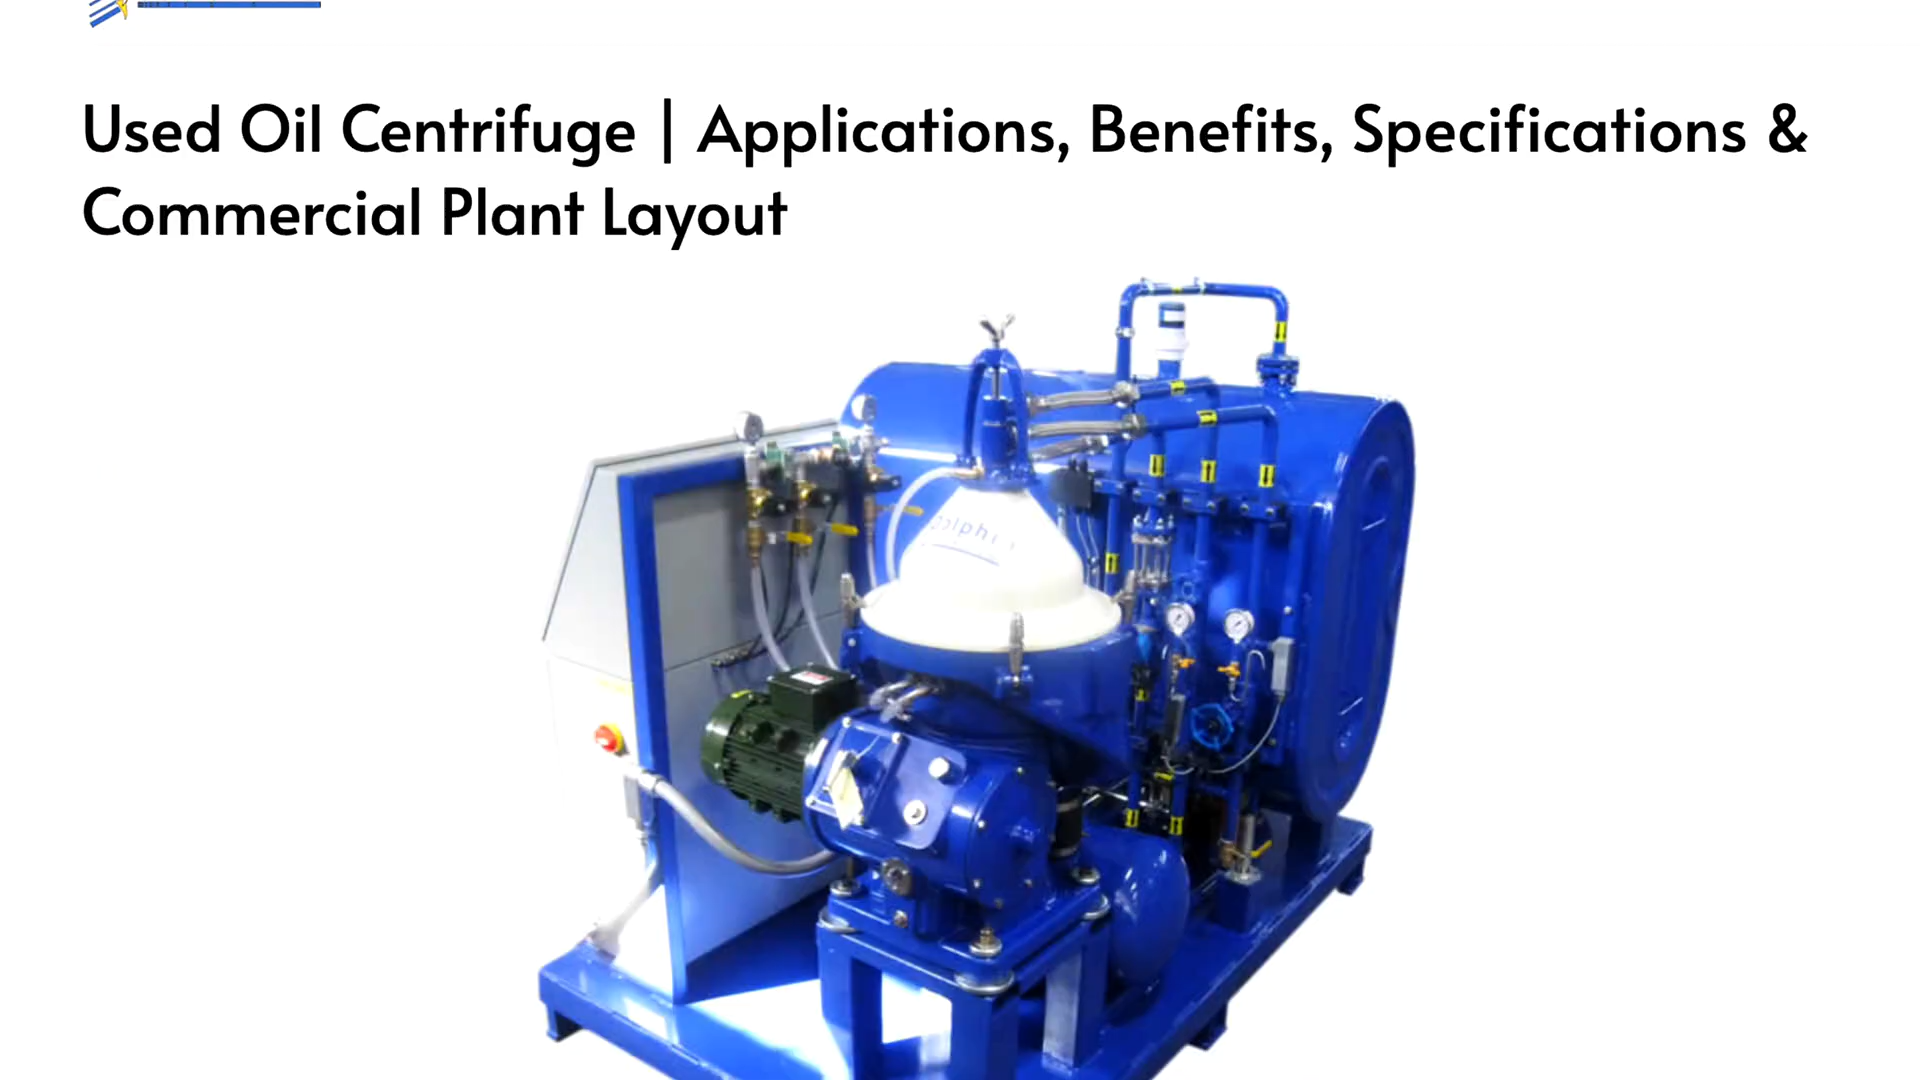 Used Oil Centrifuge | Applications, Benefits, Specifications &
Commercial Plant Layout